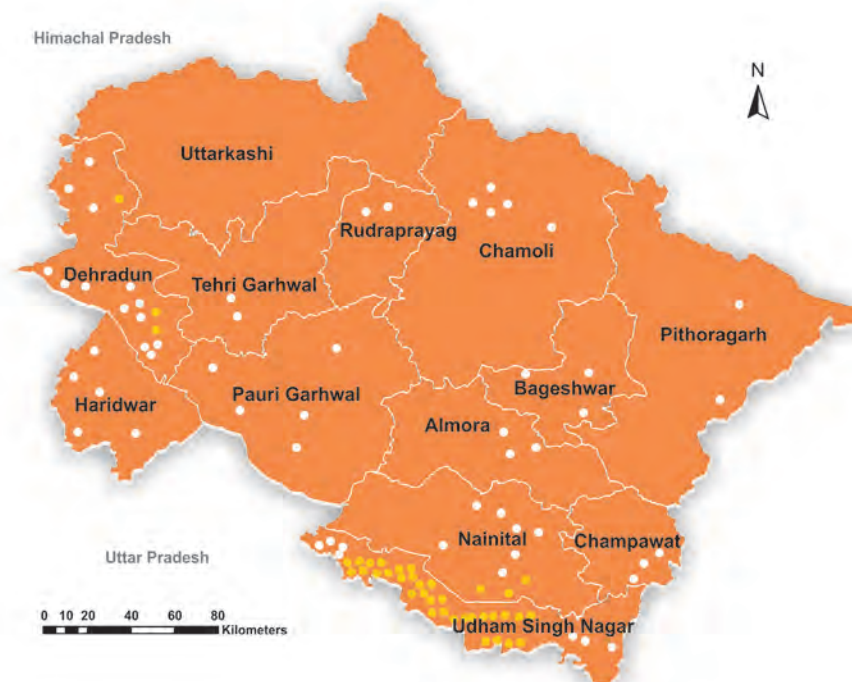 Himachal Pradesh
N
Uttarkashi
Rudraprayag
Chamoli
Dehradun
Tehri Garhwal
Pithoragarh
Pauri Garhwal
Bageshwar
Haridwar
Almora
Nainital
Champawat
Uttar Pradesh
0 10 20 40 60 80
Kilometers
Udham Singh Nagar